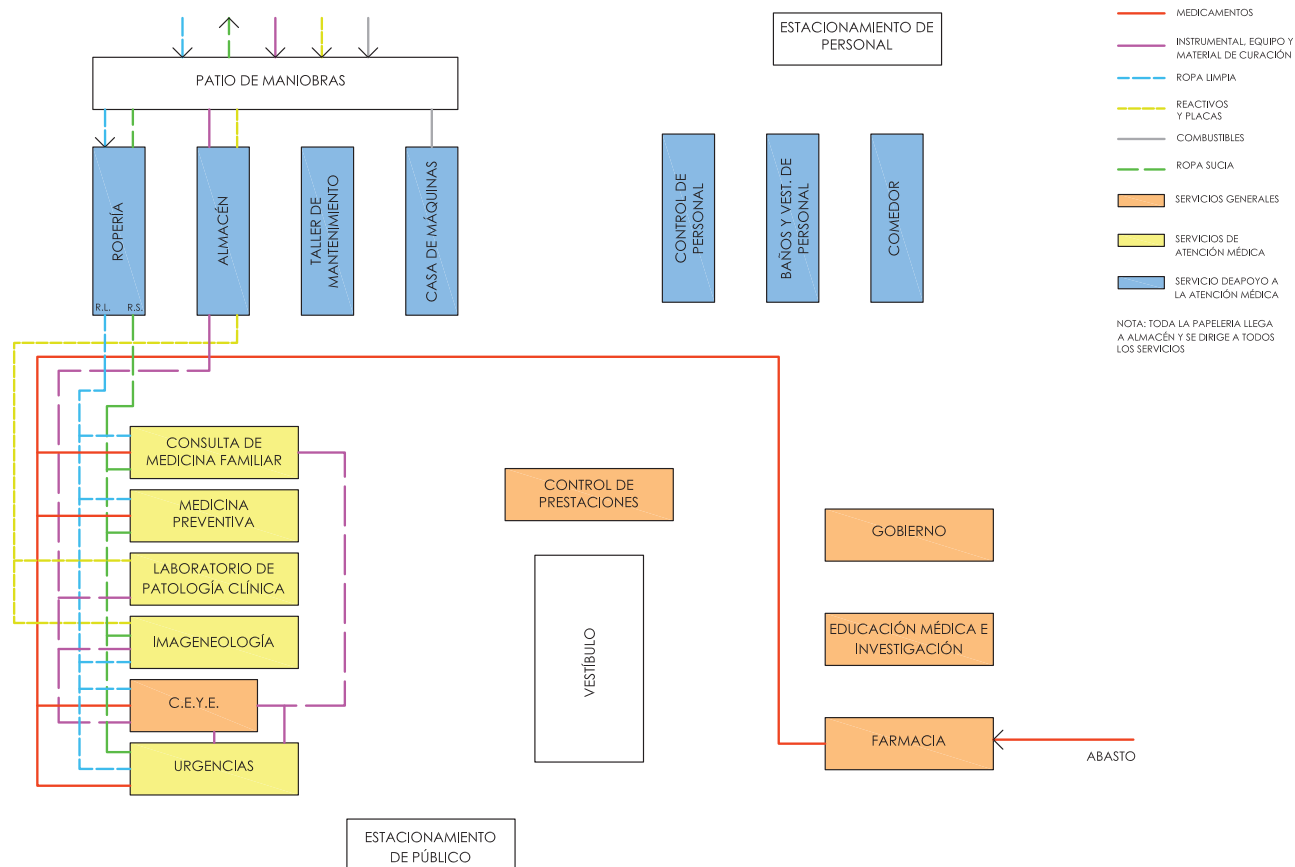 ESTACIONAMIENTO DE
PERSONAL
PATIO DE MANIOBRAS
ROPERÍA
R.L.
R.S.
ALMACÉN
TALLER DE
MANTENIMIENTO
CASA DE MÁQUINAS
CONTROL DE
PERSONAL
BAÑOS Y VEST. DE
PERSONAL
COMEDOR
MEDICAMENTOS
INSTRUMENTAL, EQUIPO Y
MATERIAL DE CURACIÓN
ROPA LIMPIA
REACTIVOS
Y PLACAS
COMBUSTIBLES
ROPA SUCIA
SERVICIOS GENERALES
SERVICIOS DE
ATENCIÓN MÉDICA
SERVICIO DEAPOYO A
LA ATENCIÓN MÉDICA
NOTA: TODA LA PAPELERIA LLEGA
A ALMACÉN Y SE DIRIGE A TODOS
LOS SERVICIOS
CONSULTA DE
MEDICINA FAMILIAR
MEDICINA
PREVENTIVA
LABORATORIO DE
PATOLOGÍA CLÍNICA
IMAGENEOLOGÍA
C.E.Y.E.
URGENCIAS
CONTROL DE
PRESTACIONES
VESTÍBULO
GOBIERNO
EDUCACIÓN MÉDICA E
INVESTIGACIÓN
FARMACIA
ABASTO
ESTACIONAMIENTO
DE PÚBLICO